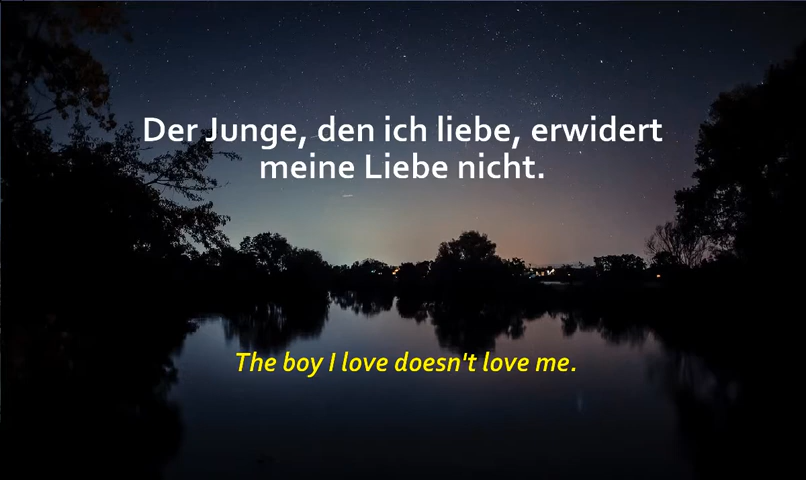 Der Junge, den ich liebe, erwidert
meine Liebe nicht.
The boy I love doesn't love me.